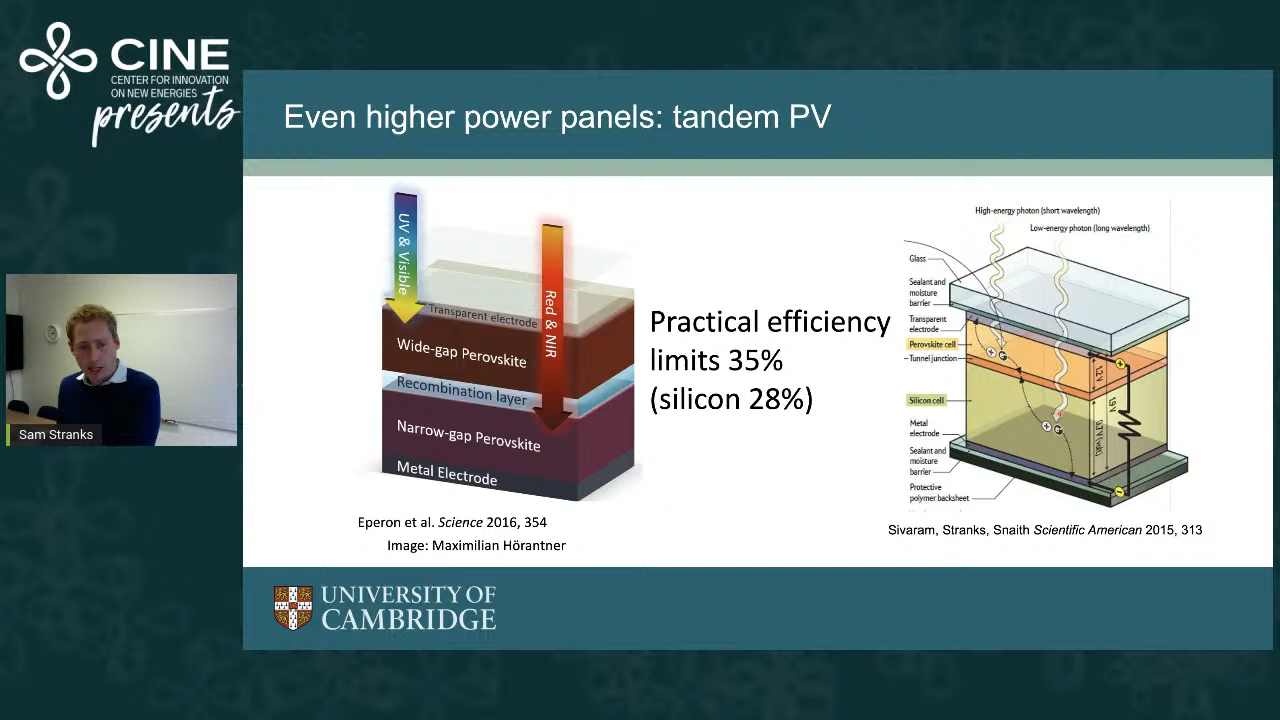 CINE
CENTER FOR INNOVATION
ON NEW ENERGIES
presents
Even higher power panels: tandem PV
UV & Visible
Red & NIR
Transparent electrode
Wide-gap Perovskite
Recombination layer
Narrow-gap Perovskite
Metal Electrode
Eperon et al. Science 2016, 354
Image: Maximilian Hörantner
Practical efficiency
limits 35%
(silicon 28%)
High-energy photon (short wavelength)
Low-energy photon (long wavelength)
Glass
Sealant and
moisture
barrier
Transparent
electrode
Perovskite cell
Tunnel junction
Silicon cell
Metal
electrode
Sealant and
moisture
barrier
Protective
polymer backsheet
Sivaram, Stranks, Snaith Scientific American 2015, 313
Sam Stranks
UNIVERSITY OF
CAMBRIDGE